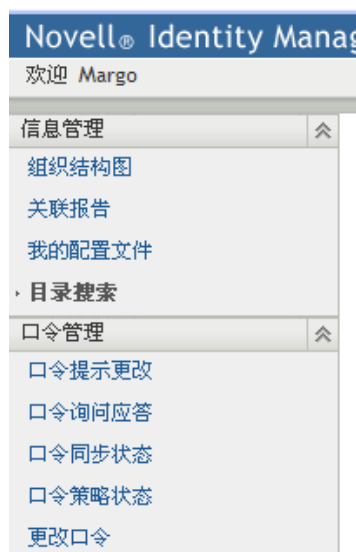 Novell® Identity
欢迎 Margo
信息管理
组织结构图
关联报告
我的配置文件
目录搜索
口令管理
口令提示更改
口令询问应答
口令同步状态
口令策略状态
更改口令